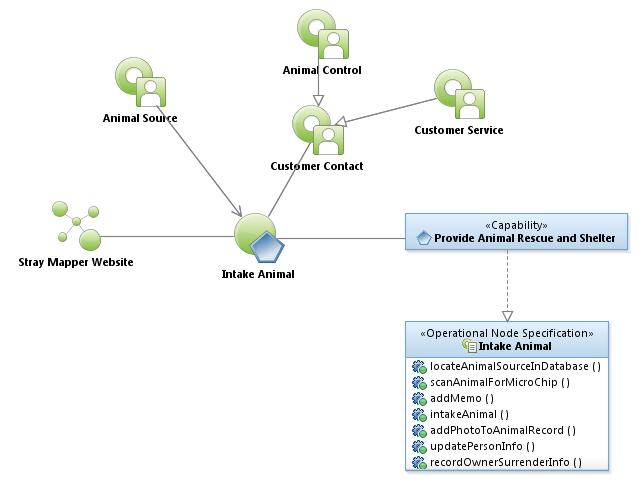 Animal Control
Animal Source
Customer Service
Customer Contact
Stray Mapper Website
Intake Animal
«Capability»
Provide Animal Rescue and Shelter
«Operational Node Specification»
Intake Animal
locateAnimalSourceInDatabase ( )
scanAnimalForMicroChip ( )
addMemo ( )
intakeAnimal ( )
addPhotoToAnimalRecord ( )
updatePersonInfo ( )
recordOwnerSurrenderInfo ( )